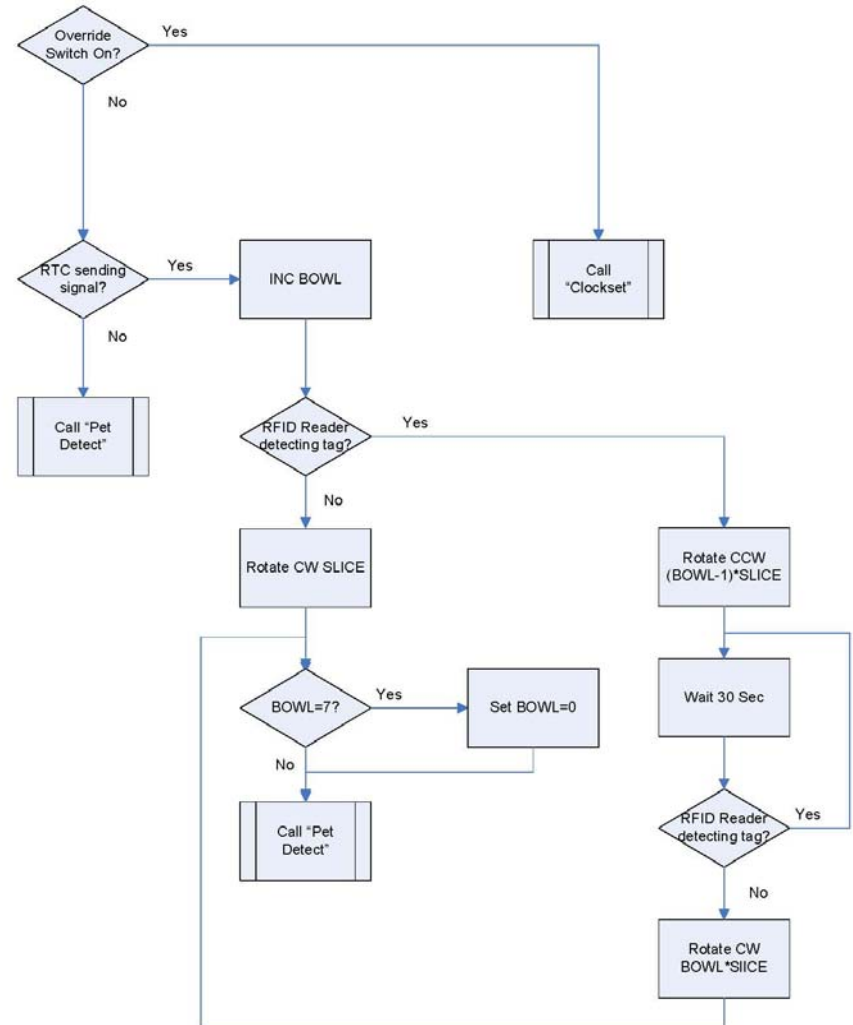 Override
Switch On?
Yes
No
RTC sending
signal?
Yes
INC BOWL
Call
"Clockset"
No
Call "Pet
Detect"
RFID Reader
detecting tag?
Yes
No
Rotate CW SLICE
Rotate CCW
(BOWL-1)*SLICE
BOWL=7?
Yes
Set BOWL=0
Wait 30 Sec
No
Call "Pet
Detect"
RFID Reader
detecting tag?
Yes
No
Rotate CW
BOWL*SIICE